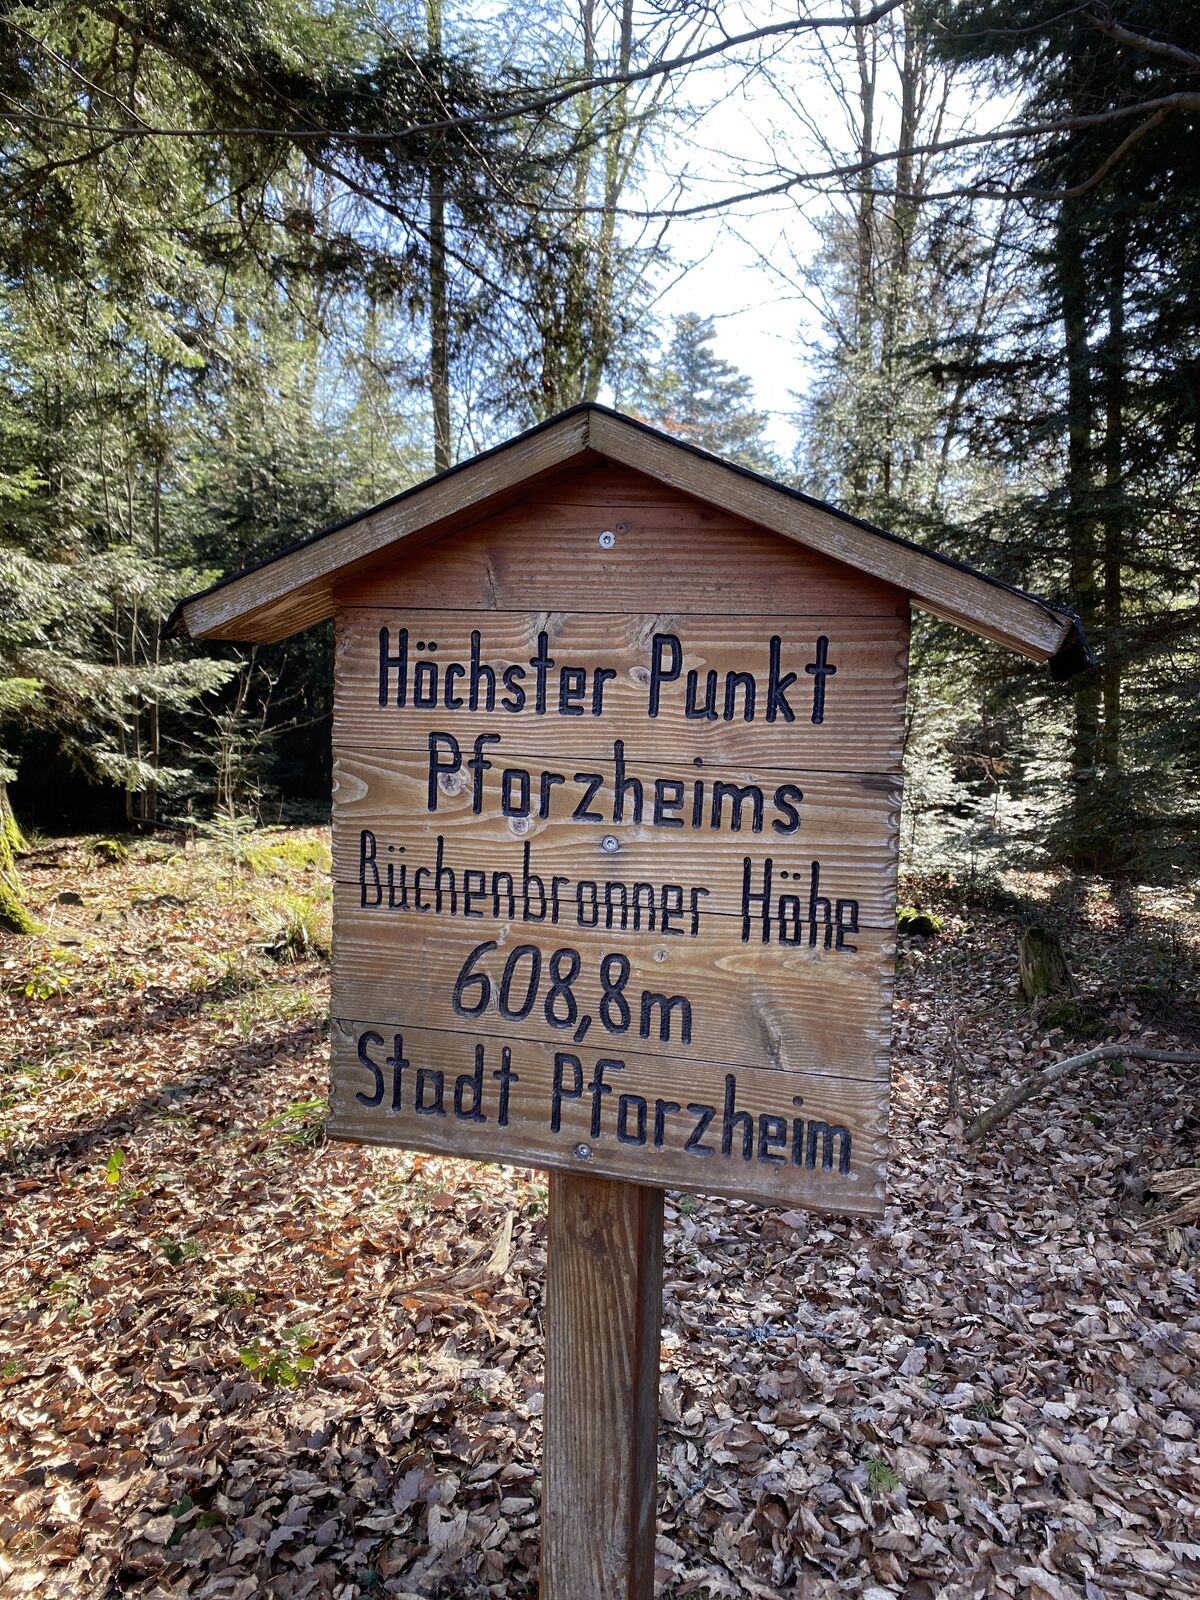 Höchster Punkt
Pforzheims
Büchenbronner Höhe
608,8m
Stadt Pforzheim